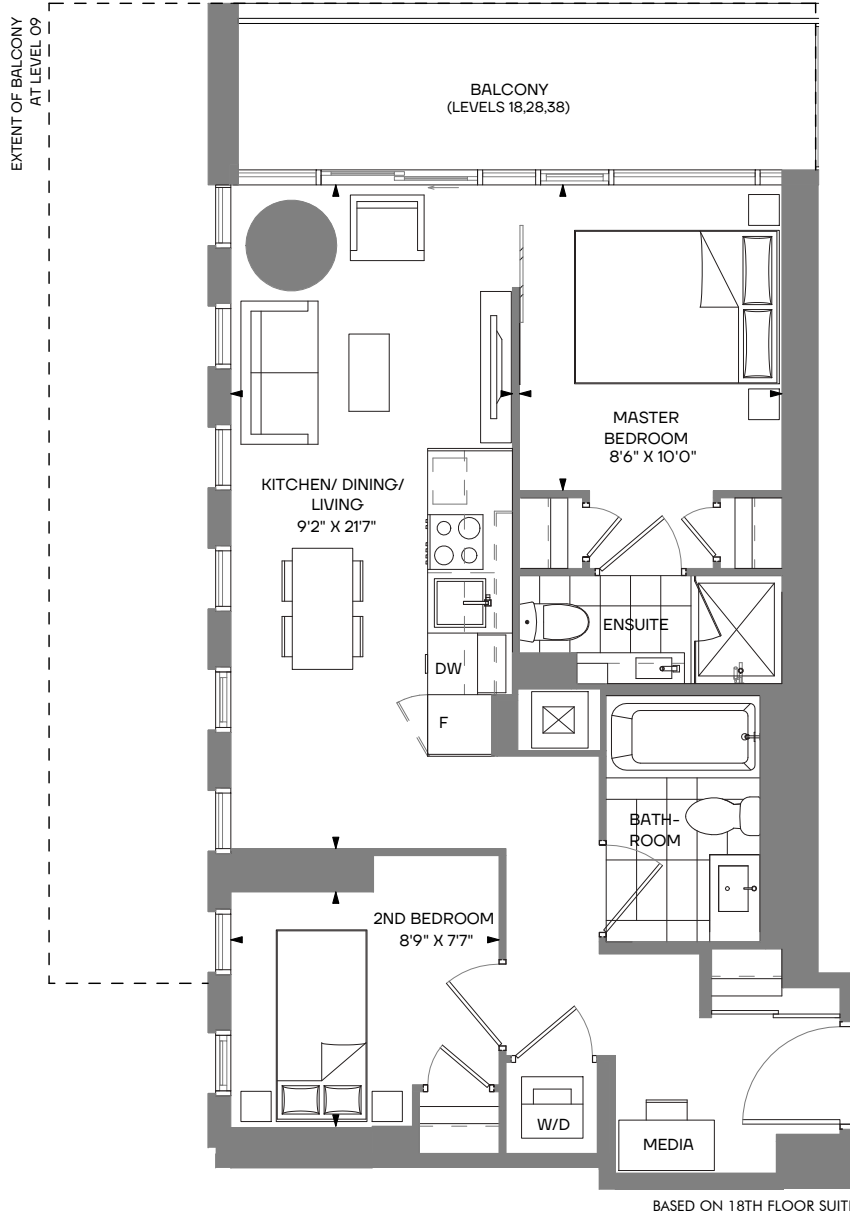 EXTENT OF BALCONY
AT LEVEL 09
BALCONY
(LEVELS 18,28,38)
MASTER
BEDROOM
8'6" X 10'0"
KITCHEN/ DINING/
LIVING
9'2" X 21'7"
ENSUITE
DW
F
BATH-
ROOM
2ND BEDROOM
8'9" X 7'7"
W/D
MEDIA
BASED ON 18TH FLOOR SUITE